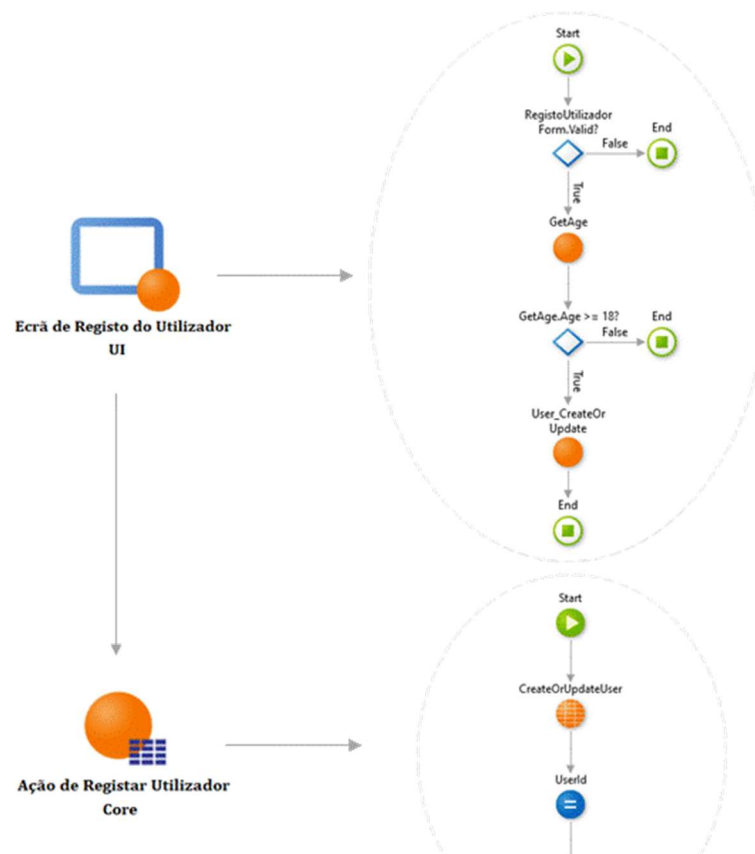 Start
RegistoUtilizador
Form.Valid?
End
False
True
GetAge
GetAge.Age >= 18?
End
False
True
User_CreateOr
Update
End
Ecrã de Registo do Utilizador
UI
Start
CreateOrUpdateUser
UserId
Ação de Registar Utilizador
Core